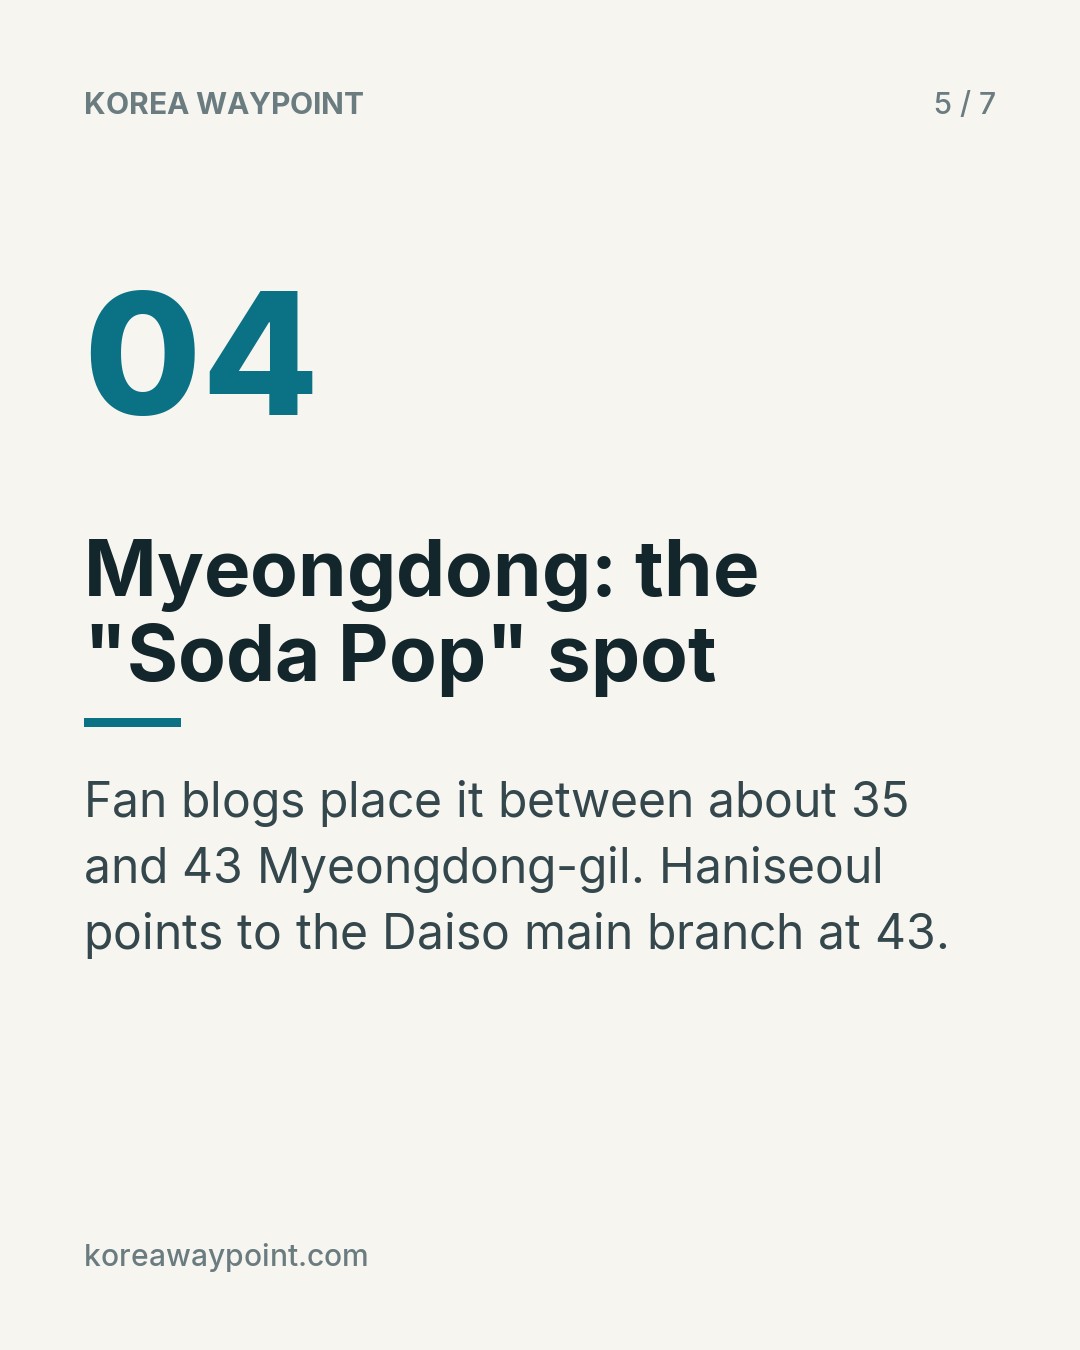 KOREA WAYPOINT
5 / 7
04
Myeongdong: the
"Soda Pop" spot
Fan blogs place it between about 35
and 43 Myeongdong-gil. Haniseoul
points to the Daiso main branch at 43.
koreawaypoint.com